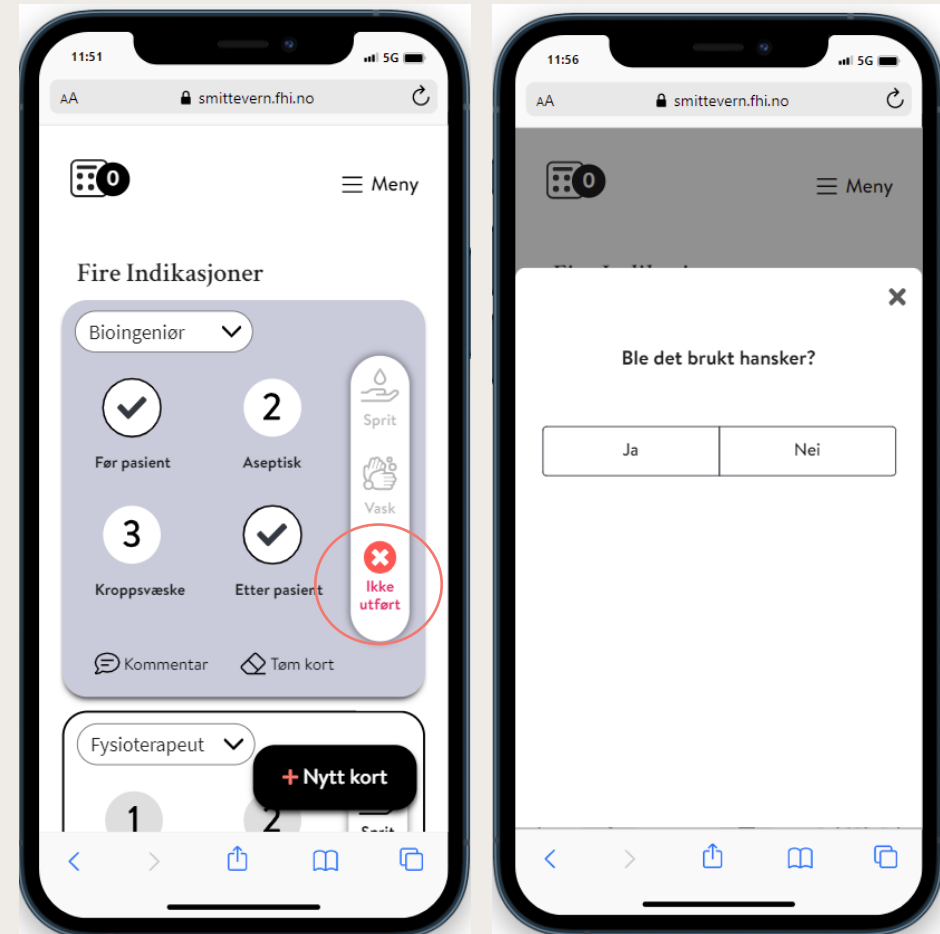 11:51
5G
AA
smittevern.fhi.no
0
Meny
Fire Indikasjoner
Bioingeniør
2
Sprit
Før pasient
Aseptisk
Vask
3
Ikke
utført
Kroppsvæske
Etter pasient
Kommentar
Tøm kort
Fysioterapeut
+ Nytt kort
1
2
Sprit
11:56
5G
AA
smittevern.fhi.no
0
Meny
Ble det brukt hansker?
Ja
Nei